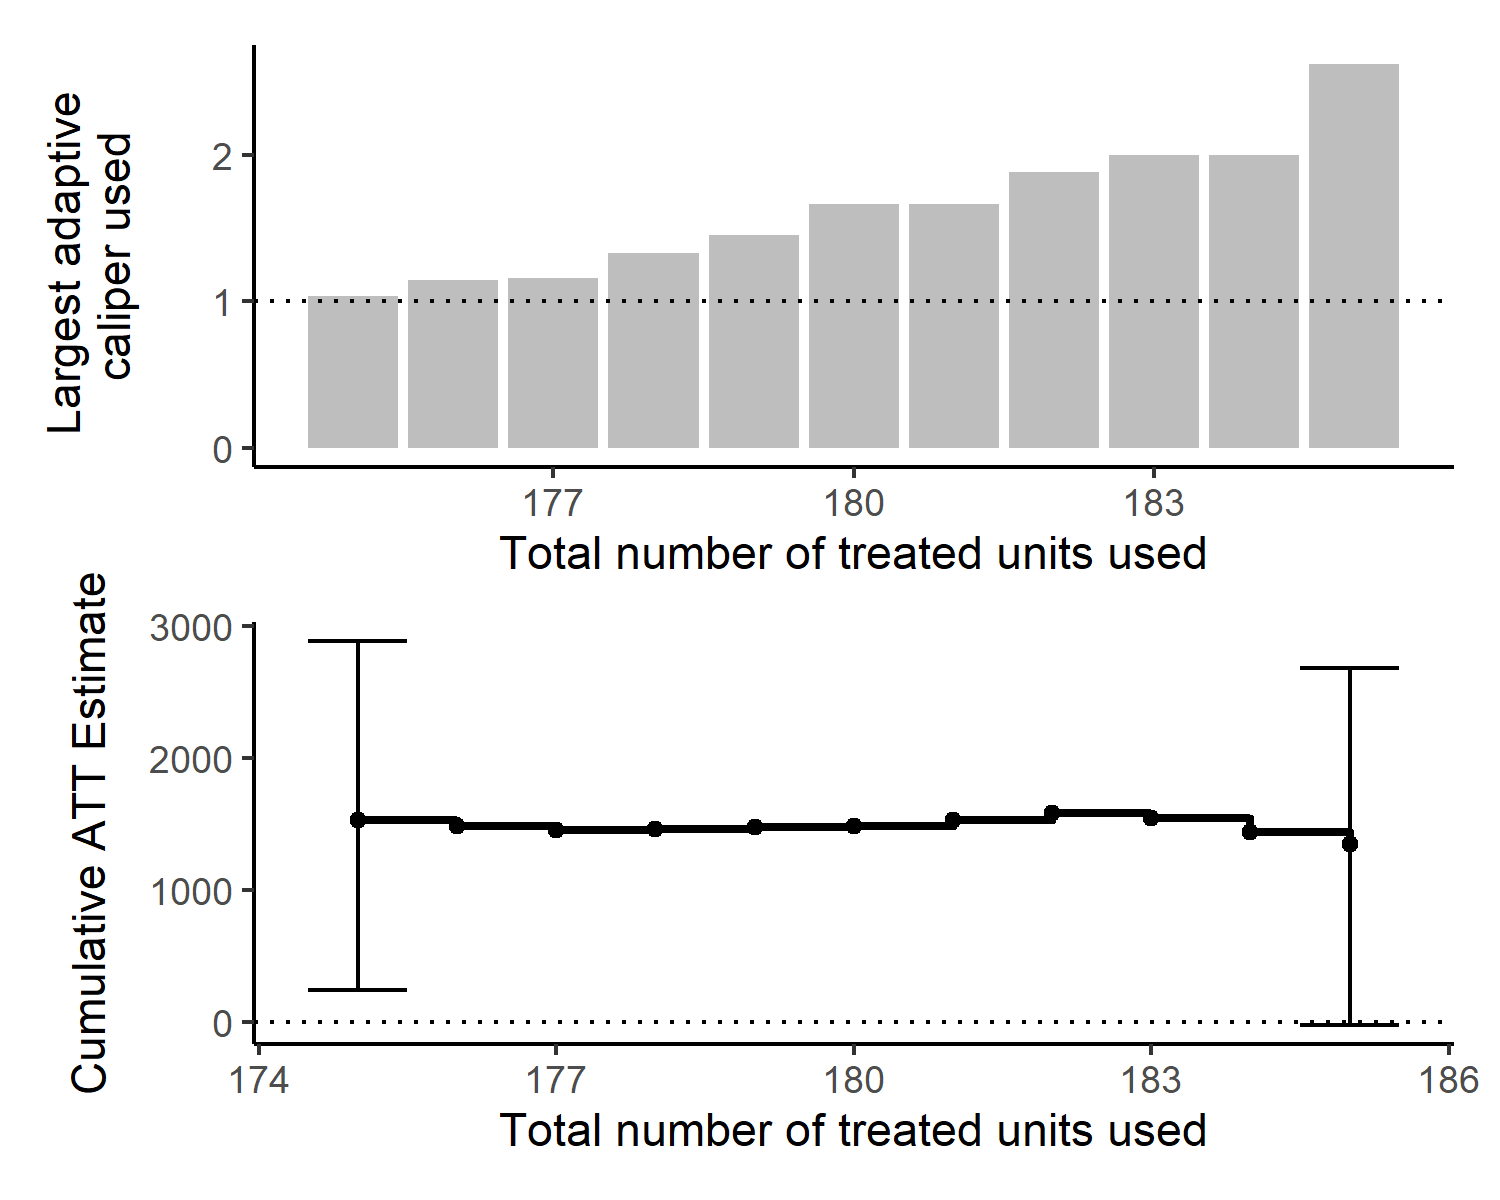 Largest adaptive
caliper used
2
1
0
177 180 183
Total number of treated units used
Cumulative ATT Estimate
3000
2000
1000
0
174 177 180 183 186
Total number of treated units used